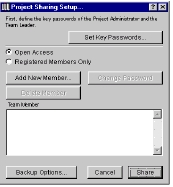 Project Sharing Setup...
First, define the key passwords of the Project Administrator and the
Team Leader.
Set Key Passwords...
Open Access
Registered Members Only
Add New Member...
Change Password
Delete Member
Team Member
Backup Options...
Cancel
Share